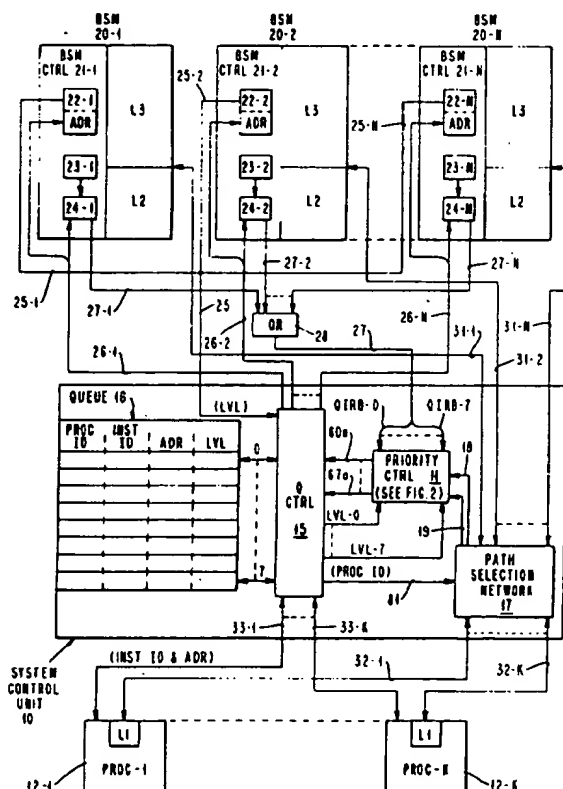 BSM
20-1
BSM
20-2
BSM
20-N
BSM
CTRL 21-1
25-2
BSM
CTRL 21-2
BSM
CTRL 21-N
22-1
ADR
L3
22-2
ADR
L3
25-N
22-N
ADR
L3
23-1
24-1
L2
23-2
24-2
L2
23-N
24-N
L2
27-2
27-N
25-1
27-1
25
OR
28
27
26-N
31-1
31-N
31-2
26-1
26-2
QUEUE 16
(LVL)
PROC
ID
INST
ID
ADR
LVL
0
7
Q
CTRL
15
QIRB-0
QIRB-7
60a
67a
PRIORITY
CTRL H
(SEE FIG.2)
18
19
LVL-0
LVL-7
(PROC ID)
PATH
SELECTION
NETWORK
17
33-1
33-K
SYSTEM
CONTROL
UNIT
10
(INST ID & ADR)
32-1
32-K
L1
PROC-1
12-1
L1
PROC-K
12-K